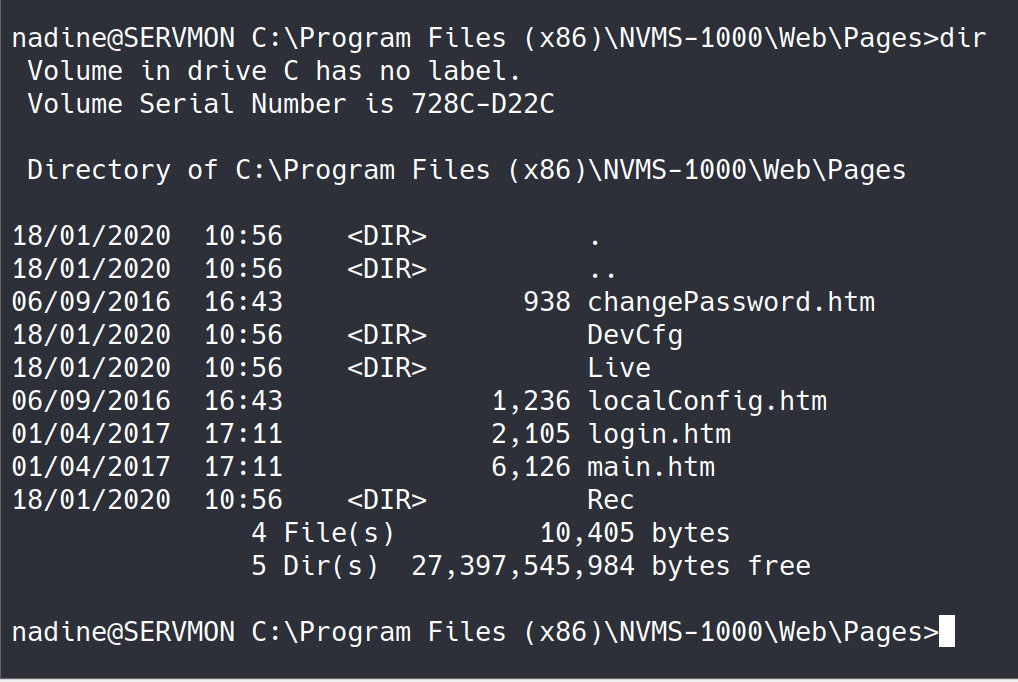 nadine@SERVMON C:\Program Files (x86)\NVMS-1000\Web\Pages>dir
 Volume in drive C has no label.
 Volume Serial Number is 728C-D22C

 Directory of C:\Program Files (x86)\NVMS-1000\Web\Pages

18/01/2020  10:56    <DIR>          .
18/01/2020  10:56    <DIR>          ..
06/09/2016  16:43               938 changePassword.htm
18/01/2020  10:56    <DIR>          DevCfg
18/01/2020  10:56    <DIR>          Live
06/09/2016  16:43             1,236 localConfig.htm
01/04/2017  17:11             2,105 login.htm
01/04/2017  17:11             6,126 main.htm
18/01/2020  10:56    <DIR>          Rec
               4 File(s)         10,405 bytes
               5 Dir(s)  27,397,545,984 bytes free

nadine@SERVMON C:\Program Files (x86)\NVMS-1000\Web\Pages>